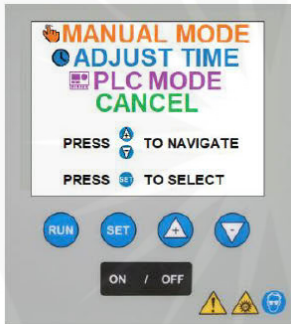 MANUAL MODE
ADJUST TIME
PLC MODE
CANCEL
PRESS + - TO NAVIGATE
PRESS SET TO SELECT
RUN SET + -
ON / OFF